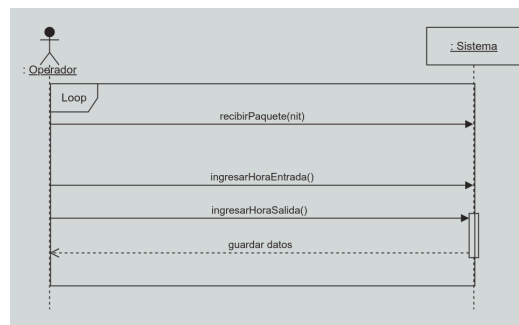 : Sistema
: Operador
Loop
recibirPaquete(nit)
ingresarHoraEntrada()
ingresarHoraSalida()
guardar datos